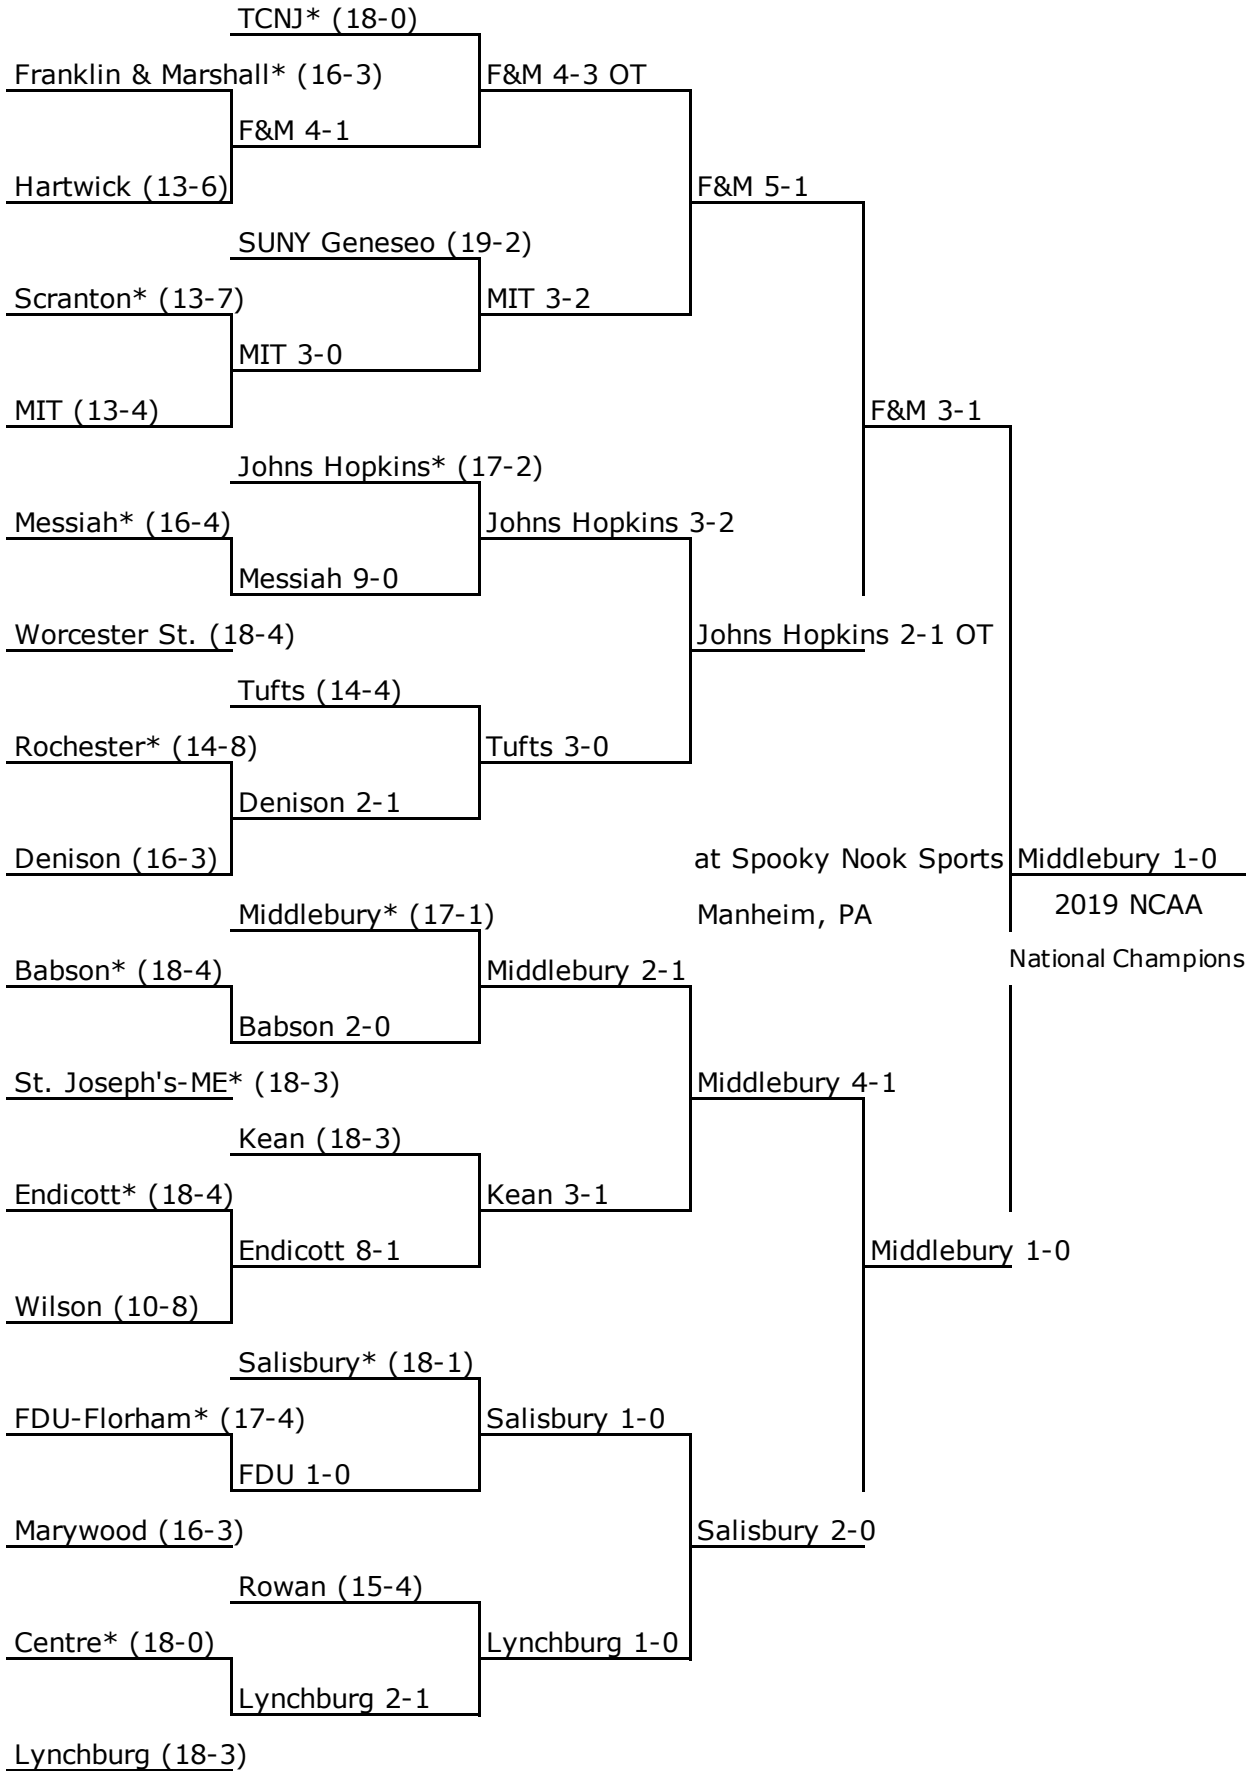 TCNJ* (18-0)
Franklin & Marshall* (16-3)
F&M 4-3 OT
F&M 4-1
Hartwick (13-6)
F&M 5-1
SUNY Geneseo (19-2)
Scranton* (13-7)
MIT 3-2
MIT 3-0
MIT (13-4)
F&M 3-1
Johns Hopkins* (17-2)
Messiah* (16-4)
Johns Hopkins 3-2
Messiah 9-0
Worcester St. (18-4)
Johns Hopkins 2-1 OT
Tufts (14-4)
Rochester* (14-8)
Tufts 3-0
Denison 2-1
Denison (16-3)
at Spooky Nook Sports
Middlebury 1-0
Middlebury* (17-1)
Manheim, PA
2019 NCAA
Babson* (18-4)
Middlebury 2-1
National Champions
Babson 2-0
St. Joseph's-ME* (18-3)
Middlebury 4-1
Kean (18-3)
Endicott* (18-4)
Kean 3-1
Endicott 8-1
Middlebury 1-0
Wilson (10-8)
Salisbury* (18-1)
FDU-Florham* (17-4)
Salisbury 1-0
FDU 1-0
Marywood (16-3)
Salisbury 2-0
Rowan (15-4)
Centre* (18-0)
Lynchburg 1-0
Lynchburg 2-1
Lynchburg (18-3)